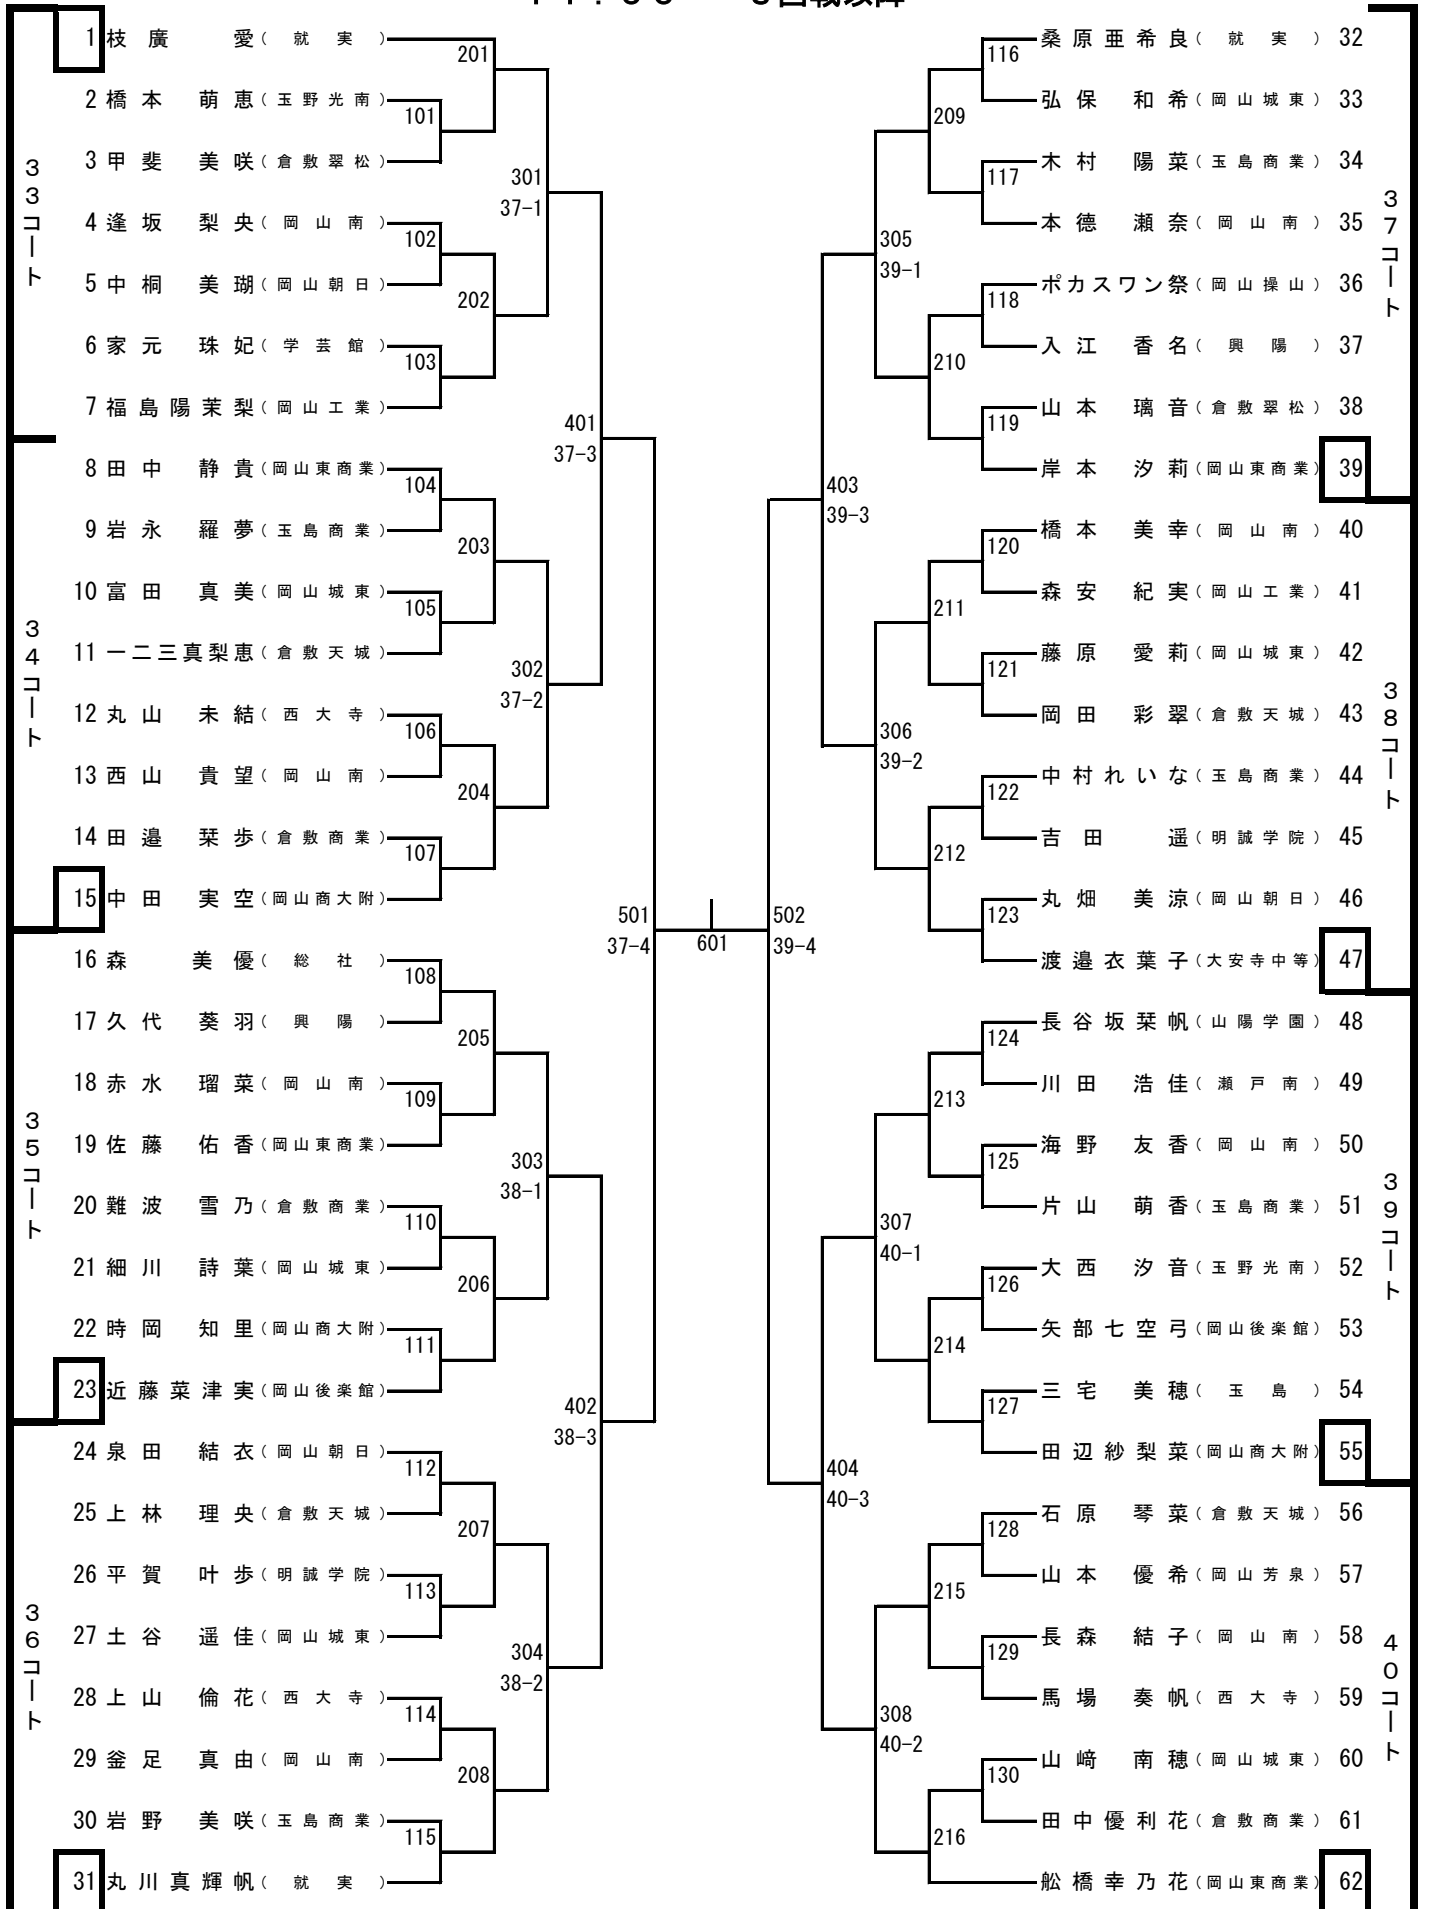 33コート
1 枝廣 愛（就実）
2 橋本 萌恵（玉野光南）
3 甲斐 美咲（倉敷翠松）
4 逢坂 梨央（岡山南）
5 中桐 美瑚（岡山朝日）
6 家元 珠妃（学芸館）
7 福島陽茉梨（岡山工業）
34コート
8 田中 静貴（岡山東商業）
9 岩永 羅夢（玉島商業）
10 富田 真美（岡山城東）
11 一二三真梨恵（倉敷天城）
12 丸山 未結（西大寺）
13 西山 貴望（岡山南）
14 田邉 栞歩（倉敷商業）
15 中田 実空（岡山商大附）
35コート
16 森 美優（総社）
17 久代 葵羽（興陽）
18 赤水 瑠菜（岡山南）
19 佐藤 佑香（岡山東商業）
20 難波 雪乃（倉敷商業）
21 細川 詩葉（岡山城東）
22 時岡 知里（岡山商大附）
23 近藤菜津実（岡山後楽館）
36コート
24 泉田 結衣（岡山朝日）
25 上林 理央（倉敷天城）
26 平賀 叶歩（明誠学院）
27 土谷 遥佳（岡山城東）
28 上山 倫花（西大寺）
29 釜足 真由（岡山南）
30 岩野 美咲（玉島商業）
31 丸川真輝帆（就実）
101
102
103
104
105
106
107
108
109
110
111
112
113
114
115
201
202
203
204
205
206
207
208
301
37-1
302
37-2
303
38-1
304
38-2
401
37-3
402
38-3
501
37-4
601
502
39-4
403
39-3
404
40-3
305
39-1
306
39-2
307
40-1
308
40-2
209
210
211
212
213
214
215
216
116
117
118
119
120
121
122
123
124
125
126
127
128
129
130
37コート
桑原亜希良（就実）32
弘保 和希（岡山城東）33
木村 陽菜（玉島商業）34
本德 瀬奈（岡山南）35
ポカスワン祭（岡山操山）36
入江 香名（興陽）37
山本 璃音（倉敷翠松）38
岸本 汐莉（岡山東商業）39
38コート
橋本 美幸（岡山南）40
森安 紀実（岡山工業）41
藤原 愛莉（岡山城東）42
岡田 彩翠（倉敷天城）43
中村れいな（玉島商業）44
吉田 遥（明誠学院）45
丸畑 美涼（岡山朝日）46
渡邉衣葉子（大安寺中等）47
39コート
長谷坂栞帆（山陽学園）48
川田 浩佳（瀬戸南）49
海野 友香（岡山南）50
片山 萌香（玉島商業）51
大西 汐音（玉野光南）52
矢部七空弓（岡山後楽館）53
三宅 美穂（玉島）54
田辺紗梨菜（岡山商大附）55
40コート
石原 琴菜（倉敷天城）56
山本 優希（岡山芳泉）57
長森 結子（岡山南）58
馬場 奏帆（西大寺）59
山﨑 南穂（岡山城東）60
田中優利花（倉敷商業）61
舩橋幸乃花（岡山東商業）62